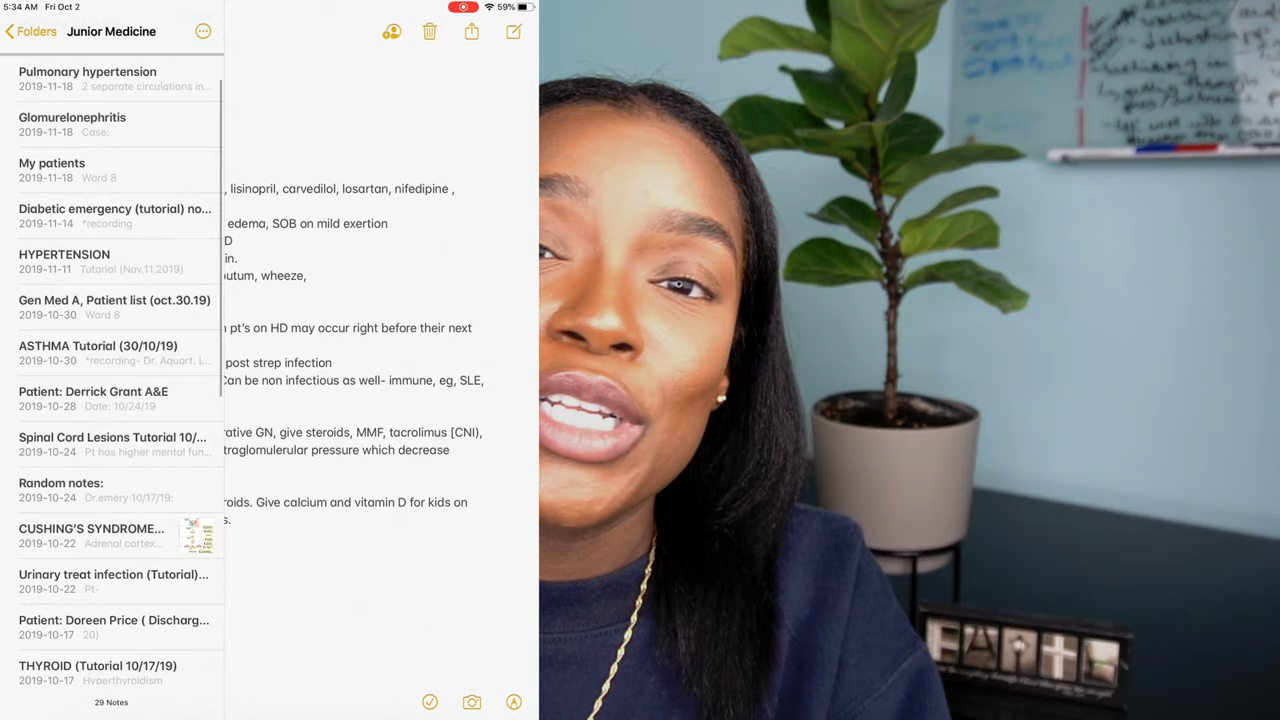 5:34 AM Fri Oct 2
59%
Folders
Junior Medicine
Pulmonary hypertension
2019-11-18 2 separate circulations in...
Glomurelonephritis
2019-11-18 Case:
My patients
2019-11-18 Ward 8
Diabetic emergency (tutorial) no...
2019-11-14 *recording
HYPERTENSION
2019-11-11 Tutorial (Nov.11.2019)
Gen Med A, Patient list (oct.30.19)
2019-10-30 Ward 8
ASTHMA Tutorial (30/10/19)
2019-10-30 *recording- Dr. Aquart, L...
Patient: Derrick Grant A&E
2019-10-28 Date: 10/24/19
Spinal Cord Lesions Tutorial 10/...
2019-10-24 Pt has higher mental fun...
Random notes:
2019-10-24 Dr.emery 10/17/19:
CUSHING'S SYNDROME...
2019-10-22 Adrenal cortex...
Urinary treat infection (Tutorial)...
2019-10-22 Pt-
Patient: Doreen Price ( Discharg...
2019-10-17 20)
THYROID (Tutorial 10/17/19)
2019-10-17 Hyperthyroidism
29 Notes
, lisinopril, carvedilol, losartan, nifedipine ,
edema, SOB on mild exertion
D
in.
utum, wheeze,
pt's on HD may occur right before their next
post strep infection
Can be non infectious as well- immune, eg, SLE,
rative GN, give steroids, MMF, tacrolimus [CNI),
traglomulerular pressure which decrease
roids. Give calcium and vitamin D for kids on
s.
FAITH